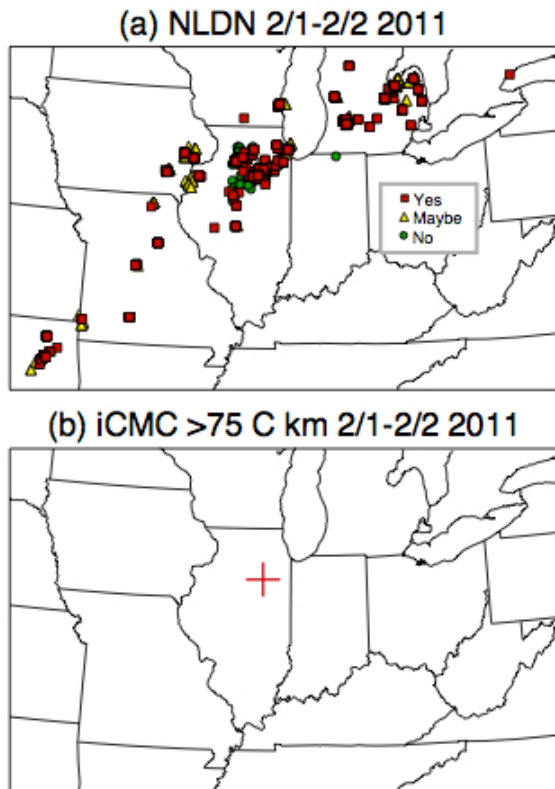 (a) NLDN 2/1-2/2 2011
Yes
Maybe
No
(b) iCMC >75 C km 2/1-2/2 2011